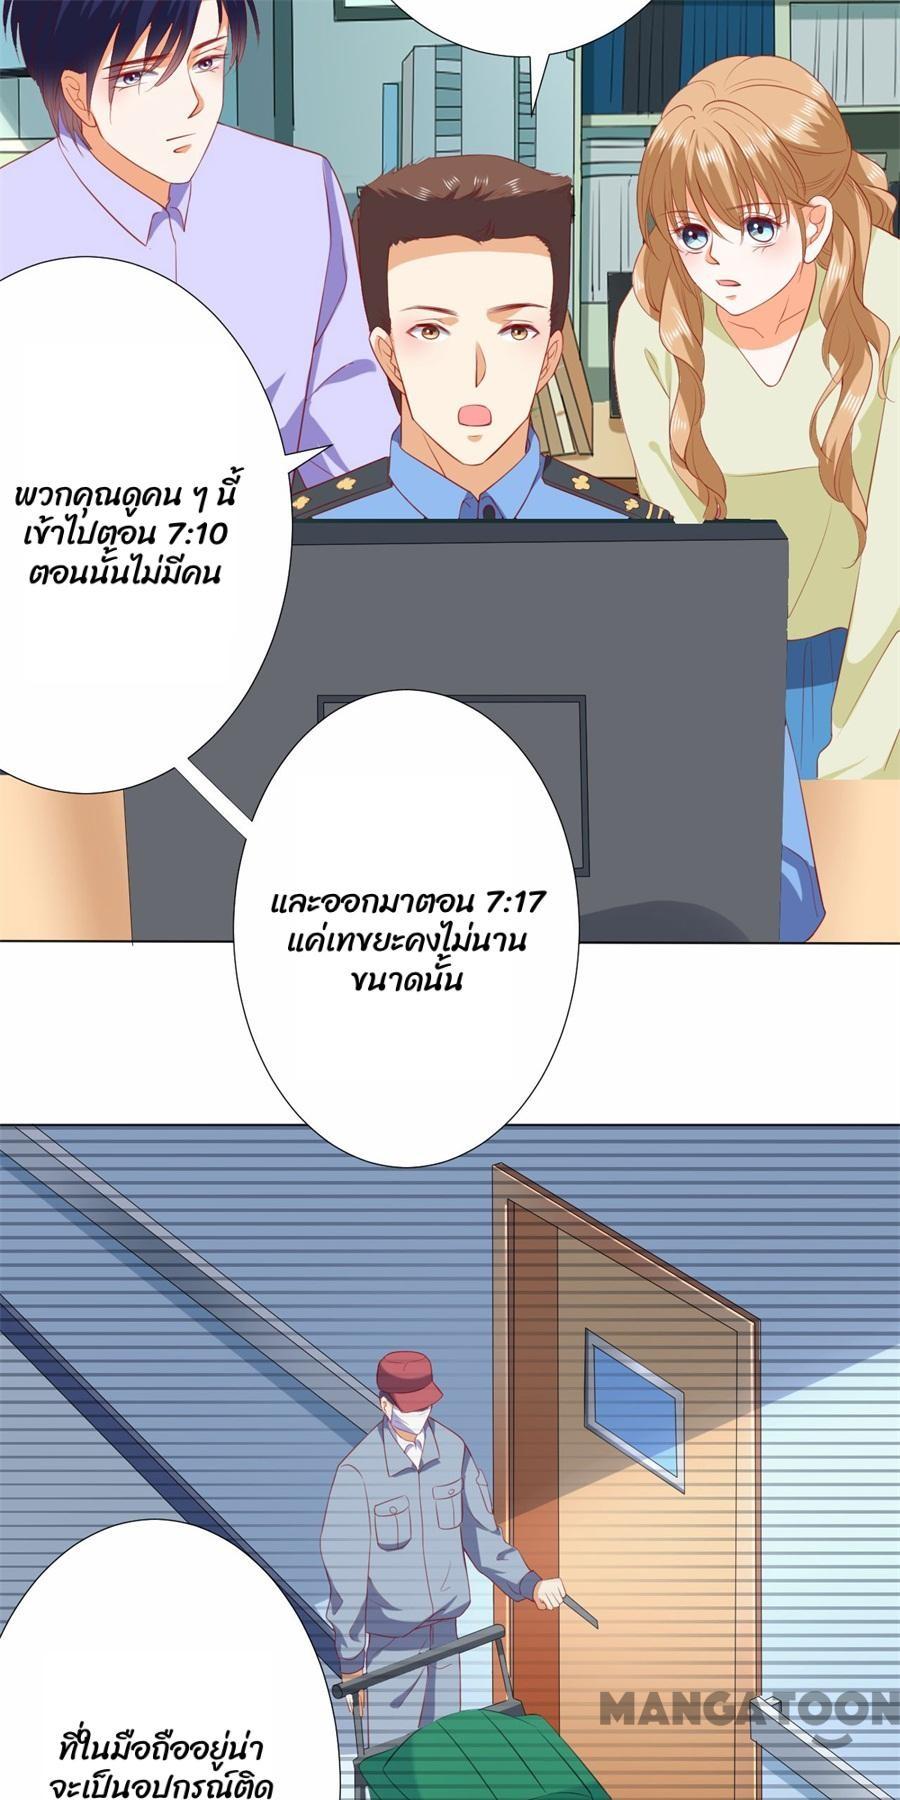 พวกคุณดูคน ๆ นี้
เข้าไปตอน 7:10
ตอนนั้นไม่มีคน
และออกมาตอน 7:17
แค่เทขยะคงไม่นาน
ขนาดนั้น
MANGATOON
ที่ในมือถืออยู่น่า
จะเป็นอุปกรณ์ติด